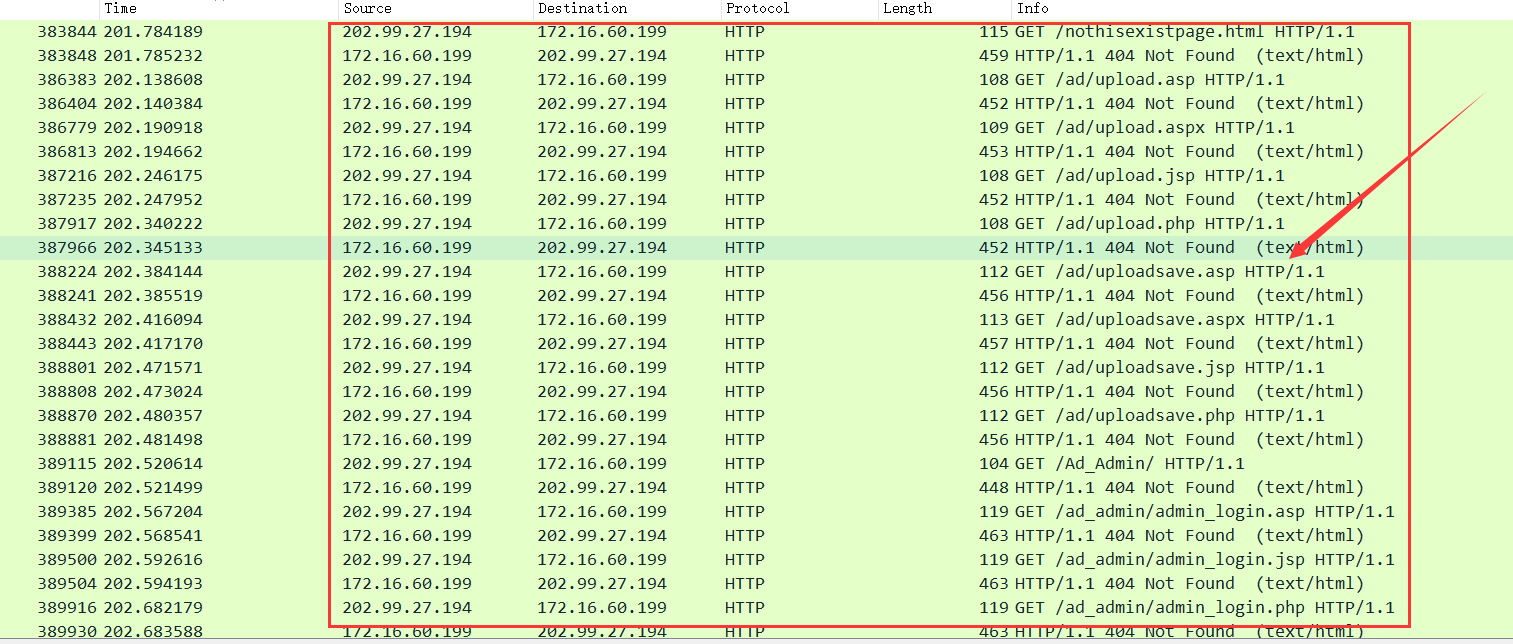 Time Source Destination Protocol Length Info
383844 201.784189 202.99.27.194 172.16.60.199 HTTP 115 GET /nothisexistpage.html HTTP/1.1
383848 201.785232 172.16.60.199 202.99.27.194 HTTP 459 HTTP/1.1 404 Not Found (text/html)
386383 202.138608 202.99.27.194 172.16.60.199 HTTP 108 GET /ad/upload.asp HTTP/1.1
386404 202.140384 172.16.60.199 202.99.27.194 HTTP 452 HTTP/1.1 404 Not Found (text/html)
386779 202.190918 202.99.27.194 172.16.60.199 HTTP 109 GET /ad/upload.aspx HTTP/1.1
386813 202.194662 172.16.60.199 202.99.27.194 HTTP 453 HTTP/1.1 404 Not Found (text/html)
387216 202.246175 202.99.27.194 172.16.60.199 HTTP 108 GET /ad/upload.jsp HTTP/1.1
387235 202.247952 172.16.60.199 202.99.27.194 HTTP 452 HTTP/1.1 404 Not Found (text/html)
387917 202.340222 202.99.27.194 172.16.60.199 HTTP 108 GET /ad/upload.php HTTP/1.1
387966 202.345133 172.16.60.199 202.99.27.194 HTTP 452 HTTP/1.1 404 Not Found (text/html)
388224 202.384144 202.99.27.194 172.16.60.199 HTTP 112 GET /ad/uploadsave.asp HTTP/1.1
388241 202.385519 172.16.60.199 202.99.27.194 HTTP 456 HTTP/1.1 404 Not Found (text/html)
388432 202.416094 202.99.27.194 172.16.60.199 HTTP 113 GET /ad/uploadsave.aspx HTTP/1.1
388443 202.417170 172.16.60.199 202.99.27.194 HTTP 457 HTTP/1.1 404 Not Found (text/html)
388801 202.471571 202.99.27.194 172.16.60.199 HTTP 112 GET /ad/uploadsave.jsp HTTP/1.1
388808 202.473024 172.16.60.199 202.99.27.194 HTTP 456 HTTP/1.1 404 Not Found (text/html)
388870 202.480357 202.99.27.194 172.16.60.199 HTTP 112 GET /ad/uploadsave.php HTTP/1.1
388881 202.481498 172.16.60.199 202.99.27.194 HTTP 456 HTTP/1.1 404 Not Found (text/html)
389115 202.520614 202.99.27.194 172.16.60.199 HTTP 104 GET /Ad_Admin/ HTTP/1.1
389120 202.521499 172.16.60.199 202.99.27.194 HTTP 448 HTTP/1.1 404 Not Found (text/html)
389385 202.567204 202.99.27.194 172.16.60.199 HTTP 119 GET /ad_admin/admin_login.asp HTTP/1.1
389399 202.568541 172.16.60.199 202.99.27.194 HTTP 463 HTTP/1.1 404 Not Found (text/html)
389500 202.592616 202.99.27.194 172.16.60.199 HTTP 119 GET /ad_admin/admin_login.jsp HTTP/1.1
389504 202.594193 172.16.60.199 202.99.27.194 HTTP 463 HTTP/1.1 404 Not Found (text/html)
389916 202.682179 202.99.27.194 172.16.60.199 HTTP 119 GET /ad_admin/admin_login.php HTTP/1.1
389930 202.683588 172.16.60.199 202.99.27.194 HTTP 463 HTTP/1.1 404 Not Found (text/html)